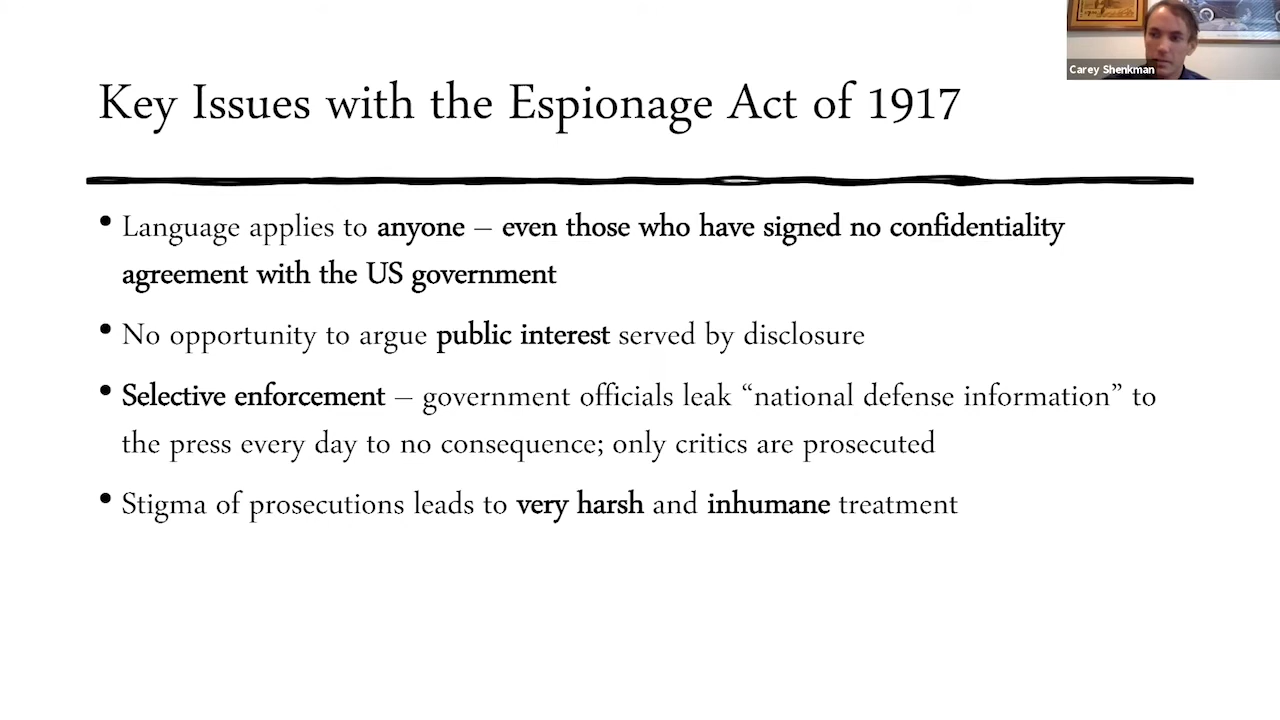 Carey Shenkman
Key Issues with the Espionage Act of 1917
• Language applies to anyone – even those who have signed no confidentiality
agreement with the US government
• No opportunity to argue public interest served by disclosure
• Selective enforcement – government officials leak “national defense information” to
the press every day to no consequence; only critics are prosecuted
• Stigma of prosecutions leads to very harsh and inhumane treatment